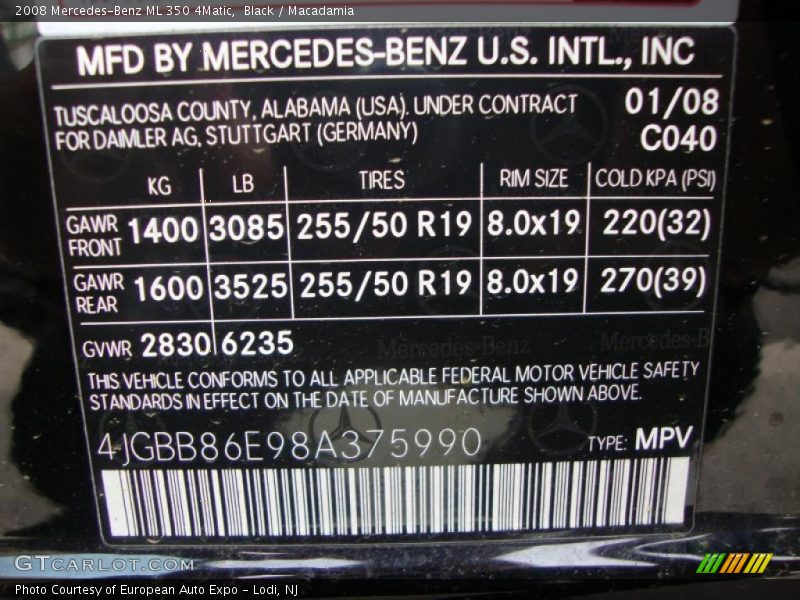 2008 Mercedes-Benz ML 350 4Matic, Black / Macadamia
MFD BY MERCEDES-BENZ U.S. INTL., INC
TUSCALOOSA COUNTY, ALABAMA (USA). UNDER CONTRACT 01/08
FOR DAIMLER AG, STUTTGART (GERMANY) C040
KG LB TIRES RIM SIZE COLD KPA (PSI)
GAWR FRONT 1400 3085 255/50 R19 8.0x19 220(32)
GAWR REAR 1600 3525 255/50 R19 8.0x19 270(39)
GVWR 2830 6235
Mercedes-Benz Mercedes-B
THIS VEHICLE CONFORMS TO ALL APPLICABLE FEDERAL MOTOR VEHICLE SAFETY
STANDARDS IN EFFECT ON THE DATE OF MANUFACTURE SHOWN ABOVE.
4JGBB86E98A375990 TYPE: MPV
GTCARLOT.COM
Photo Courtesy of European Auto Expo - Lodi, NJ